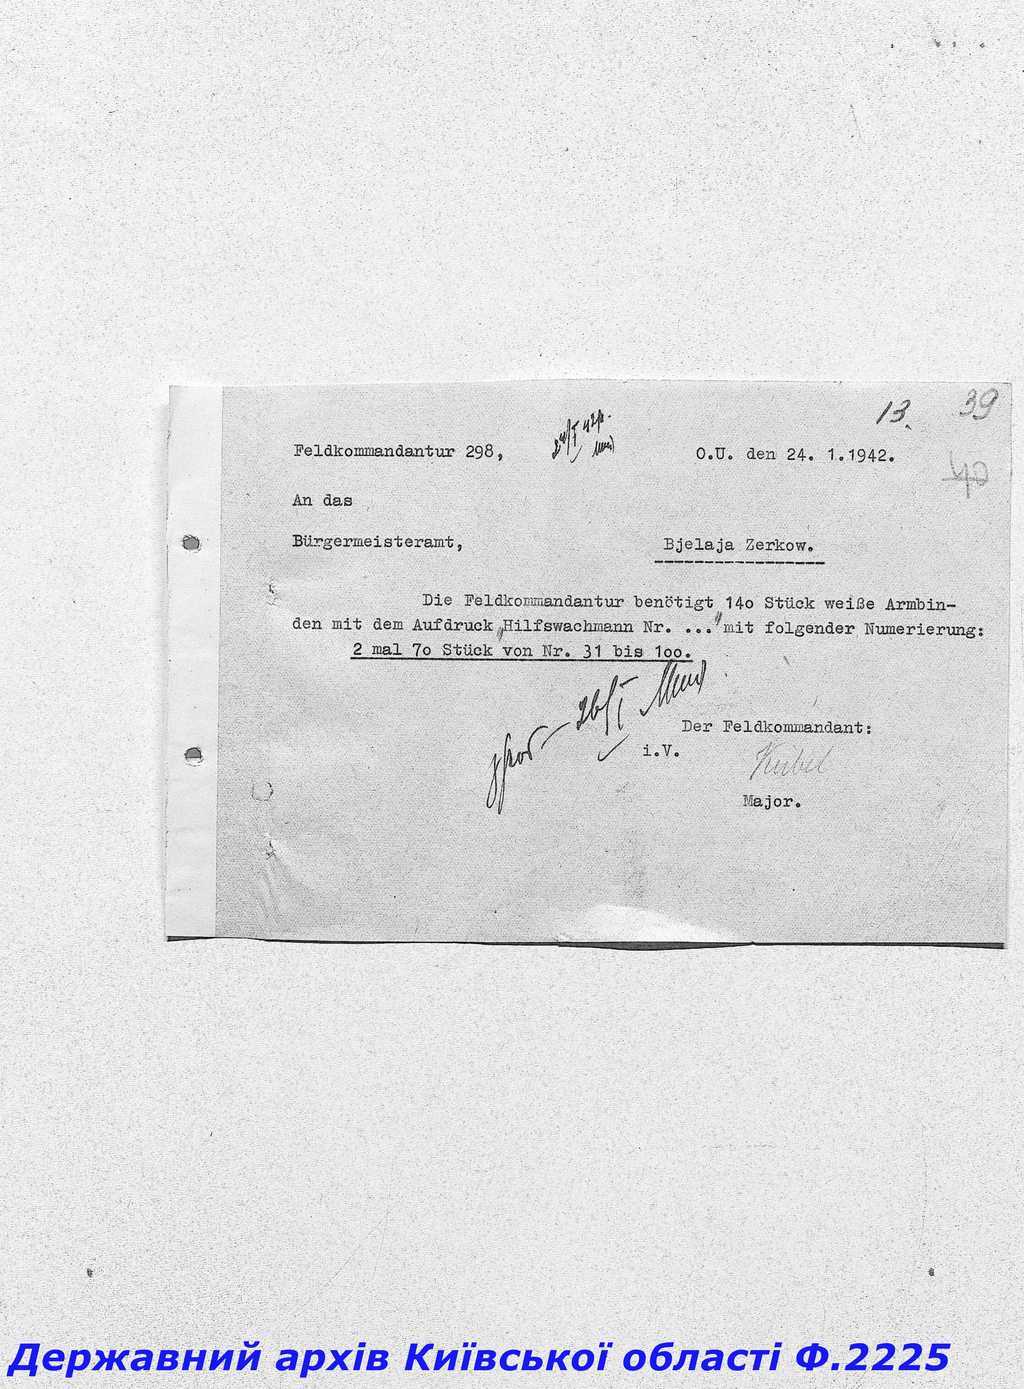 13. 39
40
Feldkommandantur 298, O.U. den 24. 1.1942.
An das
Bürgermeisteramt, Bjelaja Zerkow.
Die Feldkommandantur benötigt 14o Stück weiße Armbin-
den mit dem Aufdruck „Hilfswachmann Nr. ..." mit folgender Numerierung:
2 mal 7o Stück von Nr. 31 bis 1oo.
26/I
Der Feldkommandant:
i.V.
Major.
Державний архів Київської області Ф.2225